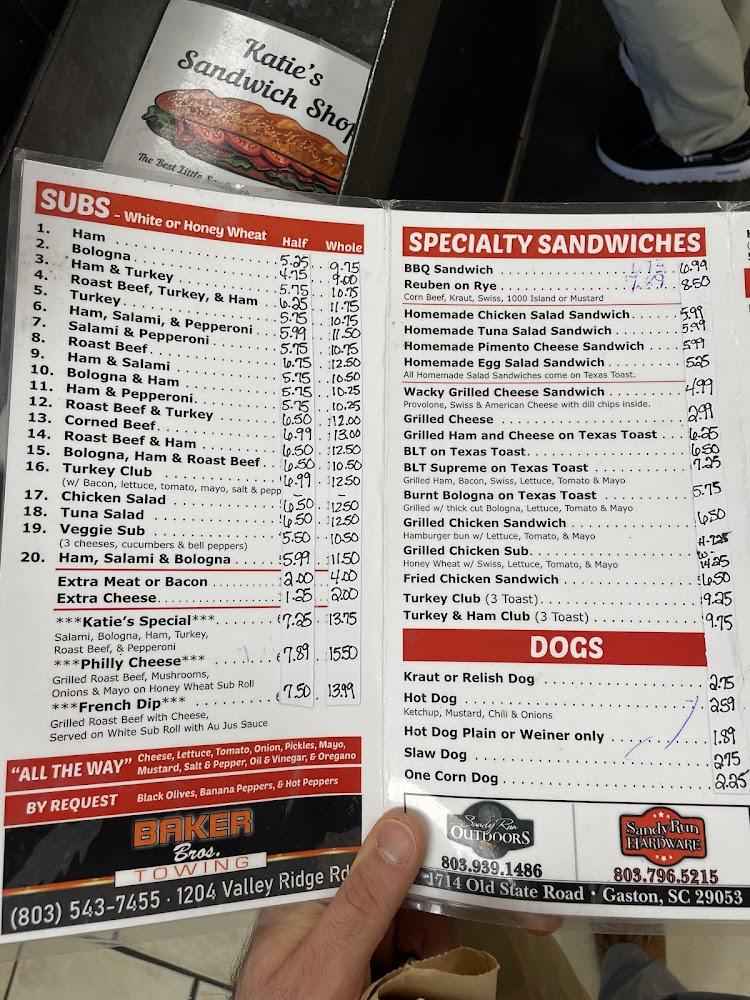 Katie's
Sandwich Shop
The Best Little
SUBS - White or Honey Wheat Half Whole
1. Ham 5.25 9.75
2. Bologna 4.75 9.00
3. Ham & Turkey 5.75 10.75
4. Roast Beef, Turkey, & Ham 6.25 11.75
5. Turkey 5.75 10.75
6. Ham, Salami, & Pepperoni 5.99 11.50
7. Salami & Pepperoni 5.75 10.75
8. Roast Beef 6.75 12.50
9. Ham & Salami 5.75 10.50
10. Bologna & Ham 5.75 10.25
11. Ham & Pepperoni 5.75 10.25
12. Roast Beef & Turkey 6.50 12.00
13. Corned Beef 6.99 13.00
14. Roast Beef & Ham 6.50 12.50
15. Bologna, Ham & Roast Beef 6.50 10.50
16. Turkey Club 6.99 12.50
(w/ Bacon, lettuce, tomato, mayo, salt & pepp
17. Chicken Salad 6.50 12.50
18. Tuna Salad 6.50 12.50
19. Veggie Sub 5.50 10.50
(3 cheeses, cucumbers & bell peppers)
20. Ham, Salami & Bologna 5.99 11.50
Extra Meat or Bacon 2.00 4.00
Extra Cheese 1.25 2.00
***Katie's Special*** 7.25 13.75
Salami, Bologna, Ham, Turkey,
Roast Beef, & Pepperoni
***Philly Cheese*** 7.89 15.50
Grilled Roast Beef, Mushrooms,
Onions & Mayo on Honey Wheat Sub Roll
***French Dip*** 7.50 13.99
Grilled Roast Beef with Cheese,
Served on White Sub Roll with Au Jus Sauce
"ALL THE WAY" Cheese, Lettuce, Tomato, Onion, Pickles, Mayo,
Mustard, Salt & Pepper, Oil & Vinegar, & Oregano
BY REQUEST Black Olives, Banana Peppers, & Hot Peppers
BAKER
Bros.
TOWING
(803) 543-7455 · 1204 Valley Ridge Rd
SPECIALTY SANDWICHES
BBQ Sandwich 6.99
Reuben on Rye 8.50
Corn Beef, Kraut, Swiss, 1000 Island or Mustard
Homemade Chicken Salad Sandwich 5.99
Homemade Tuna Salad Sandwich 5.99
Homemade Pimento Cheese Sandwich 5.99
Homemade Egg Salad Sandwich 5.25
All Homemade Salad Sandwiches come on Texas Toast.
Wacky Grilled Cheese Sandwich 4.99
Provolone, Swiss & American Cheese with dill chips inside.
Grilled Cheese 2.99
Grilled Ham and Cheese on Texas Toast 6.25
BLT on Texas Toast 6.50
BLT Supreme on Texas Toast 7.25
Grilled Ham, Bacon, Swiss, Lettuce, Tomato & Mayo
Burnt Bologna on Texas Toast 5.75
Grilled w/ thick cut Bologna, Lettuce, Tomato & Mayo
Grilled Chicken Sandwich 6.50
Hamburger bun w/ Lettuce, Tomato, & Mayo
Grilled Chicken Sub H-7.25 W-14.25
Honey Wheat w/ Swiss, Lettuce, Tomato, & Mayo
Fried Chicken Sandwich 6.50
Turkey Club (3 Toast) 9.25
Turkey & Ham Club (3 Toast) 9.75
DOGS
Kraut or Relish Dog 2.75
Hot Dog 2.59
Ketchup, Mustard, Chili & Onions
Hot Dog Plain or Weiner only 1.89
Slaw Dog 2.75
One Corn Dog 2.25
Sandy Run
OUTDOORS
803.939.1486
Sandy Run
HARDWARE
803.796.5215
1714 Old State Road · Gaston, SC 29053